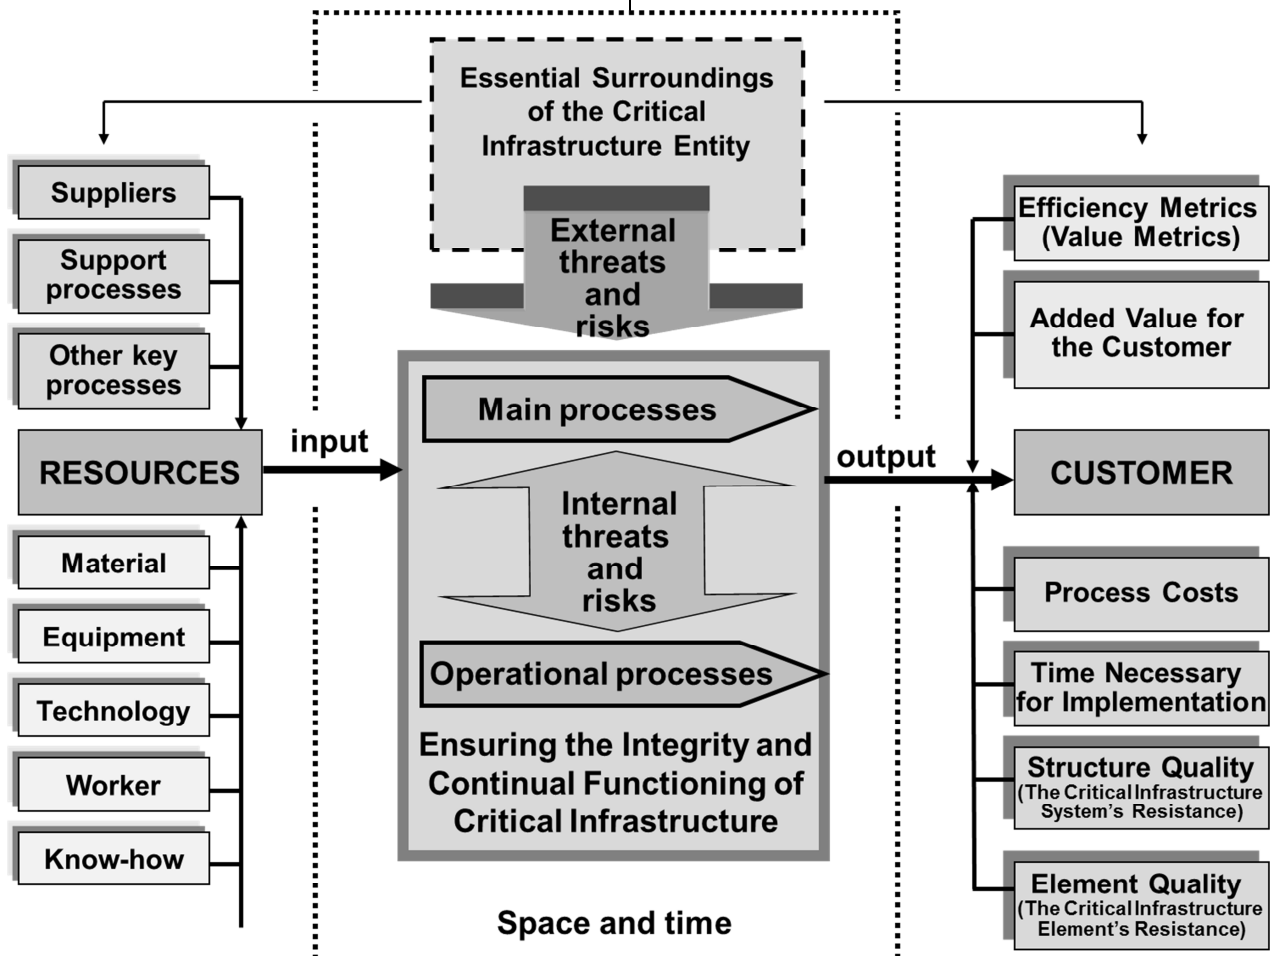 Essential Surroundings
of the Critical
Infrastructure Entity
External
threats
and
risks
Suppliers
Support
processes
Other key
processes
RESOURCES
Material
Equipment
Technology
Worker
Know-how
input
Main processes
Internal
threats
and
risks
Operational processes
Ensuring the Integrity and
Continual Functioning of
Critical Infrastructure
Space and time
output
Efficiency Metrics
(Value Metrics)
Added Value for
the Customer
CUSTOMER
Process Costs
Time Necessary
for Implementation
Structure Quality
(The Critical Infrastructure
System’s Resistance)
Element Quality
(The Critical Infrastructure
Element’s Resistance)